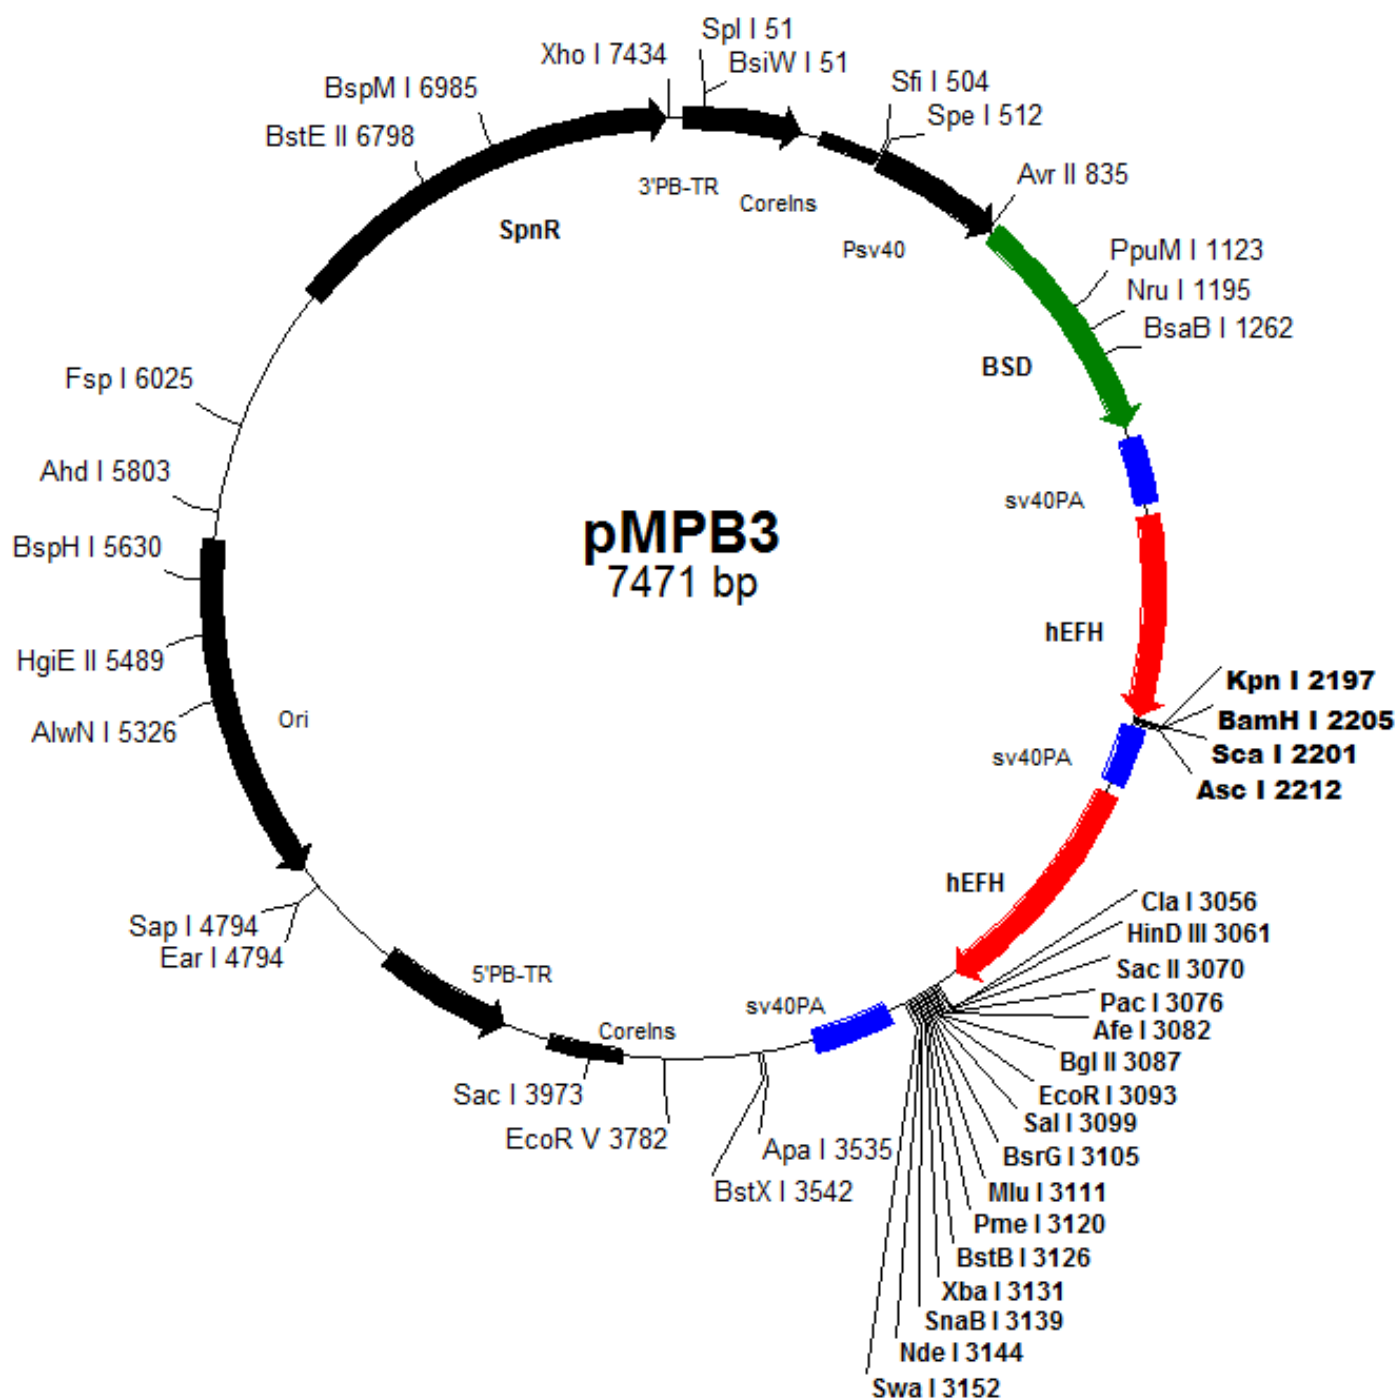 Spl I 51
BsiW I 51
Xho I 7434
BspM I 6985
BstE II 6798
Sfi I 504
Spe I 512
Avr II 835
3'PB-TR
CoreIns
SpnR
Psv40
PpuM I 1123
Nru I 1195
BsaB I 1262
BSD
Fsp I 6025
Ahd I 5803
BspH I 5630
HgiE II 5489
AlwN I 5326
Ori
pMPB3
7471 bp
sv40PA
hEFH
Kpn I 2197
BamH I 2205
Sca I 2201
Asc I 2212
sv40PA
hEFH
Cla I 3056
HinD III 3061
Sac II 3070
Pac I 3076
Afe I 3082
Bgl II 3087
EcoR I 3093
Sal I 3099
BsrG I 3105
Mlu I 3111
Pme I 3120
BstB I 3126
Xba I 3131
SnaB I 3139
Nde I 3144
Swa I 3152
Sap I 4794
Ear I 4794
5'PB-TR
CoreIns
sv40PA
Sac I 3973
EcoR V 3782
Apa I 3535
BstX I 3542